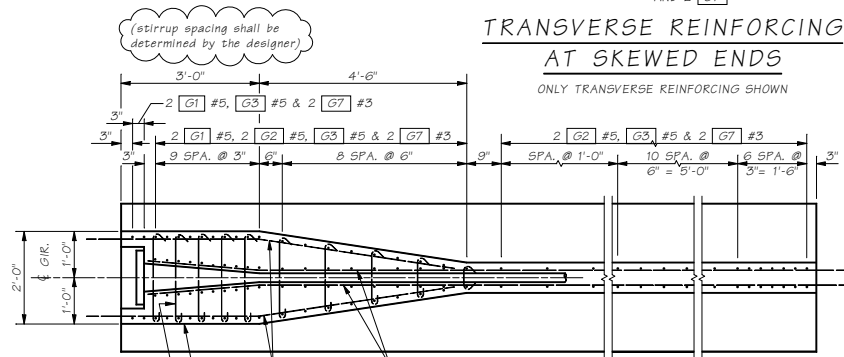 AND 2 G7
TRANSVERSE REINFORCING
AT SKEWED ENDS
ONLY TRANSVERSE REINFORCING SHOWN
(stirrup spacing shall be
determined by the designer)
3'-0" 4'-6"
2 G1 #5, G3 #5 & 2 G7 #3
3"
3" 2 G1 #5, 2 G2 #5, G3 #5 & 2 G7 #3 2 G2 #5, G3 #5 & 2 G7 #3
3" 9 SPA. @ 3" 6" 8 SPA. @ 6" 9" SPA. @ 1'-0" 10 SPA. @ 6 SPA. @ 3"
6" = 5'-0" 3"= 1'-6"
2'-0"
℄ GIR.
1'-0"
1'-0"